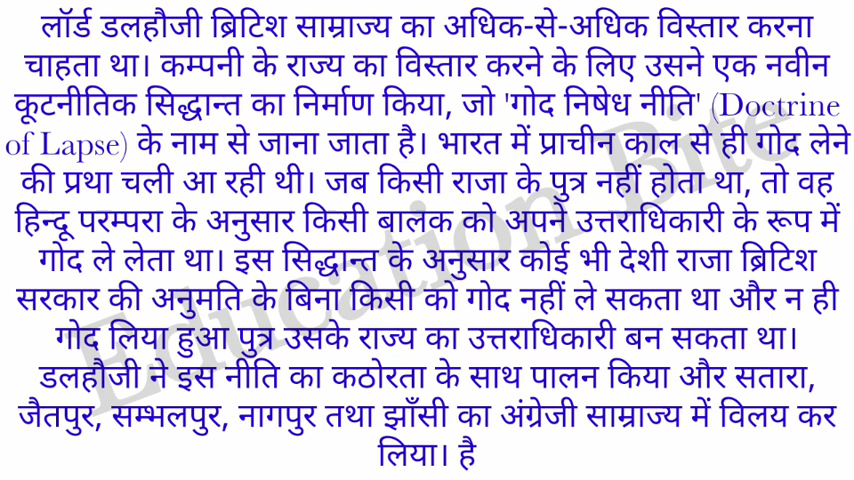 लॉर्ड डलहौजी ब्रिटिश साम्राज्य का अधिक-से-अधिक विस्तार करना
चाहता था। कम्पनी के राज्य का विस्तार करने के लिए उसने एक नवीन
कूटनीतिक सिद्धान्त का निर्माण किया, जो 'गोद निषेध नीति' (Doctrine
of Lapse) के नाम से जाना जाता है। भारत में प्राचीन काल से ही गोद लेने
की प्रथा चली आ रही थी। जब किसी राजा के पुत्र नहीं होता था, तो वह
हिन्दू परम्परा के अनुसार किसी बालक को अपने उत्तराधिकारी के रूप में
गोद ले लेता था। इस सिद्धान्त के अनुसार कोई भी देशी राजा ब्रिटिश
सरकार की अनुमति के बिना किसी को गोद नहीं ले सकता था और न ही
गोद लिया हुआ पुत्र उसके राज्य का उत्तराधिकारी बन सकता था।
डलहौजी ने इस नीति का कठोरता के साथ पालन किया और सतारा,
जैतपुर, सम्भलपुर, नागपुर तथा झाँसी का अंग्रेजी साम्राज्य में विलय कर
लिया। है
Education Bite